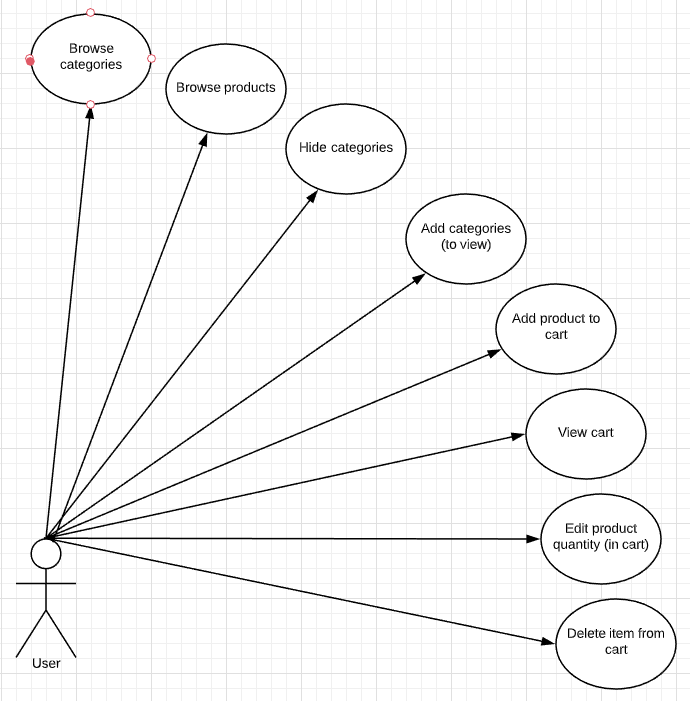 Browse
categories
Browse products
Hide categories
Add categories
(to view)
Add product to
cart
View cart
Edit product
quantity (in cart)
Delete item from
cart
User